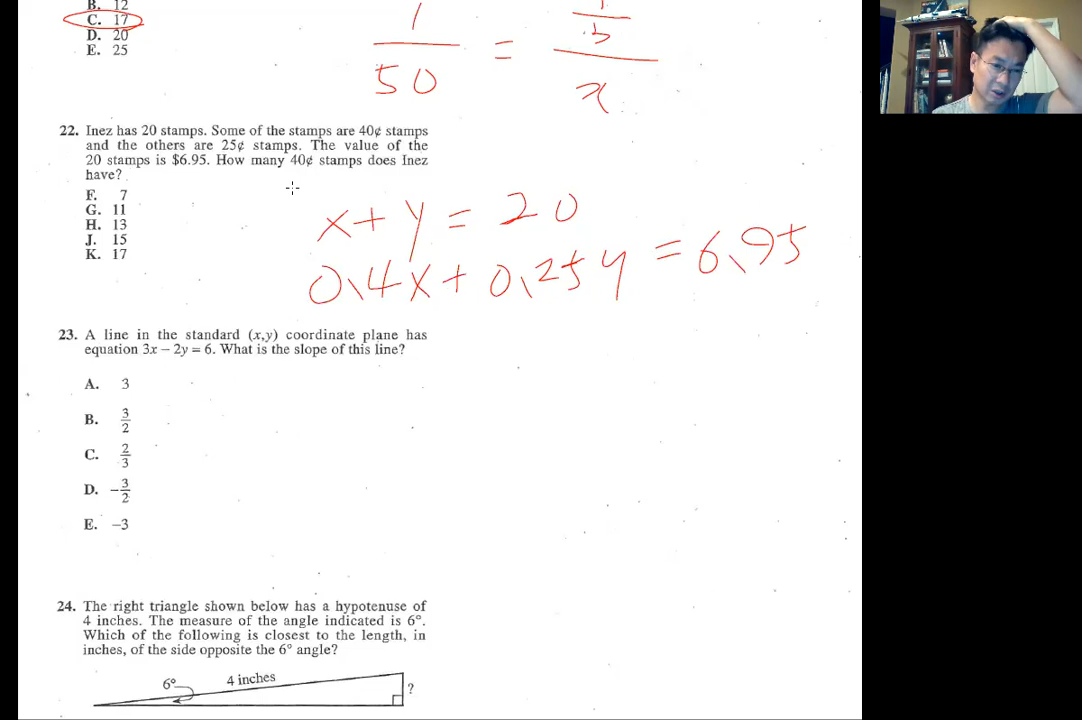 B. 12
C. 17
D. 20
E. 25
1/50 = /x
22. Inez has 20 stamps. Some of the stamps are 40¢ stamps
and the others are 25¢ stamps. The value of the
20 stamps is $6.95. How many 40¢ stamps does Inez
have?
F. 7
G. 11
H. 13
J. 15
K. 17
x + y = 20
0.4x + 0.25y = 6.95
23. A line in the standard (x,y) coordinate plane has
equation 3x – 2y = 6. What is the slope of this line?
A. 3
B. 3/2
C. 2/3
D. –3/2
E. –3
24. The right triangle shown below has a hypotenuse of
4 inches. The measure of the angle indicated is 6°.
Which of the following is closest to the length, in
inches, of the side opposite the 6° angle?
6°
4 inches
?